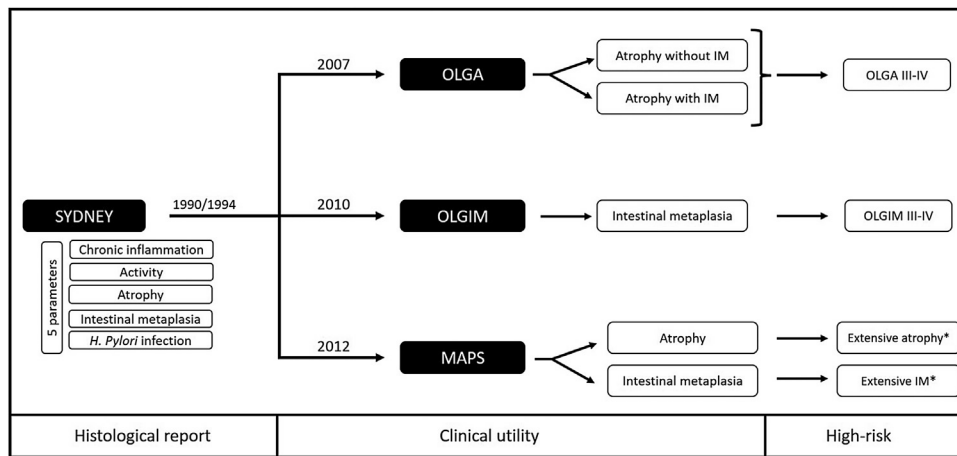 2007
OLGA
Atrophy without IM
Atrophy with IM
OLGA III-IV
SYDNEY
1990/1994
2010
OLGIM
Intestinal metaplasia
OLGIM III-IV
5 parameters
Chronic inflammation
Activity
Atrophy
Intestinal metaplasia
H. Pylori infection
2012
MAPS
Atrophy
Extensive atrophy*
Intestinal metaplasia
Extensive IM*
Histological report
Clinical utility
High-risk